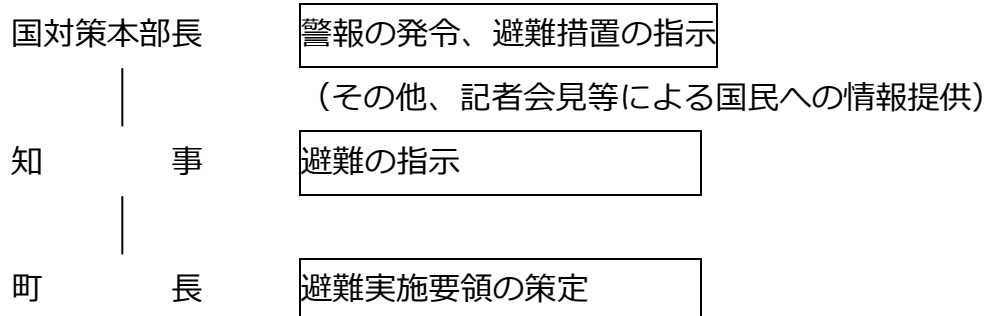 国対策本部長 警報の発令、避難措置の指示
（その他、記者会見等による国民への情報提供）
知 事 避難の指示
町 長 避難実施要領の策定